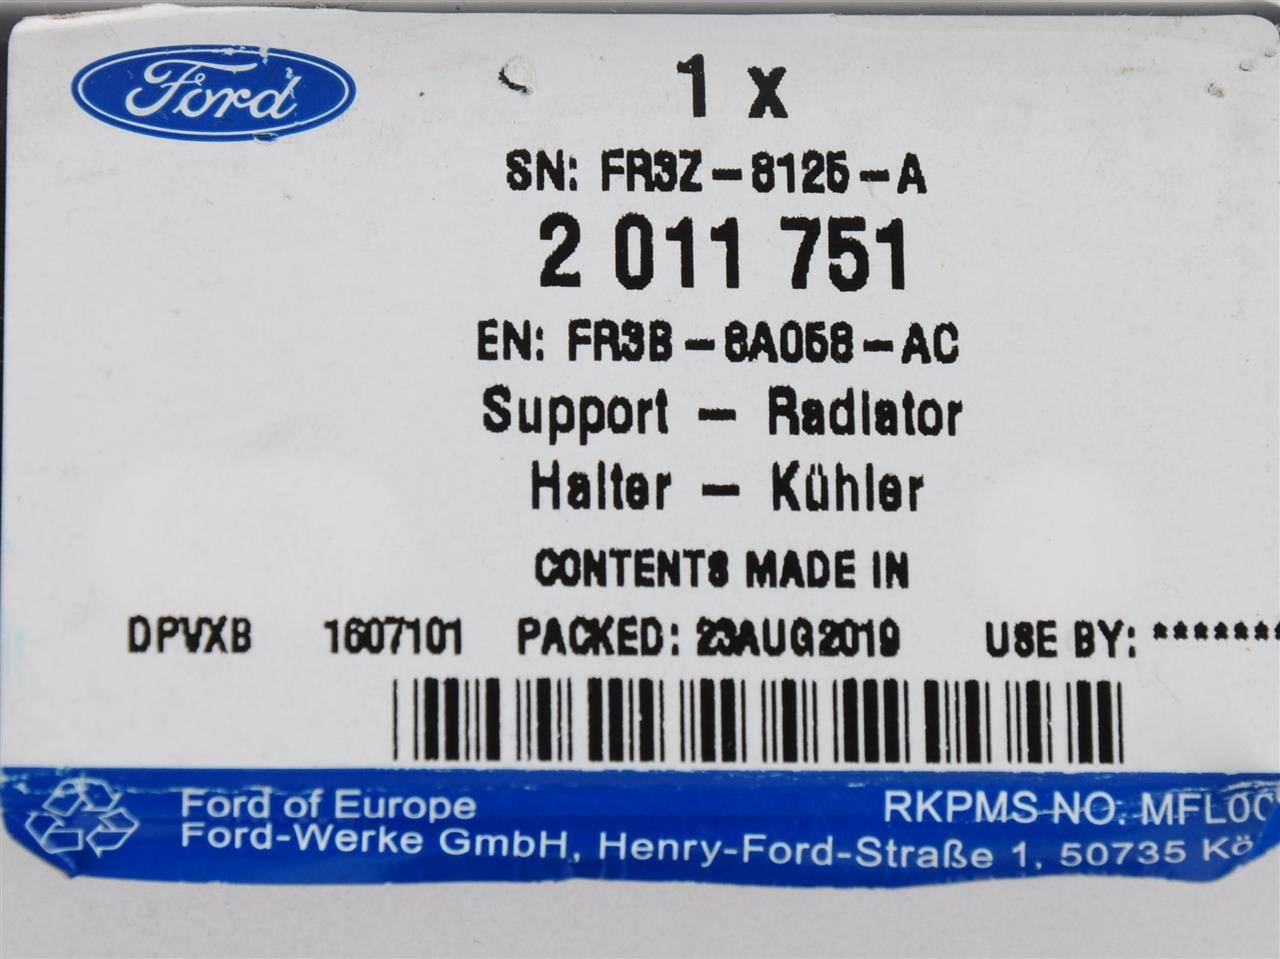 Ford
1 x
SN: FR3Z-8125-A
2 011 751
EN: FR3B-8A058-AC
Support - Radiator
Halter - Kühler
CONTENTS MADE IN
DPVXB 1607101 PACKED: 23AUG2019 USE BY: *******
Ford of Europe RKPMS NO. MFL00
Ford-Werke GmbH, Henry-Ford-Straße 1, 50735 Kö